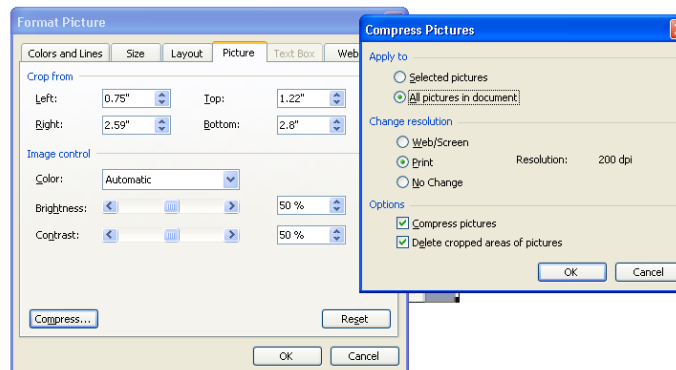 Format Picture
Colors and Lines Size Layout Picture Text Box Web
Crop from
Left: 0.75" Top: 1.22"
Right: 2.59" Bottom: 2.8"
Image control
Color: Automatic
Brightness: 50 %
Contrast: 50 %
Compress... Reset
OK Cancel
Compress Pictures
Apply to
Selected pictures
All pictures in document
Change resolution
Web/Screen
Print Resolution: 200 dpi
No Change
Options
Compress pictures
Delete cropped areas of pictures
OK Cancel